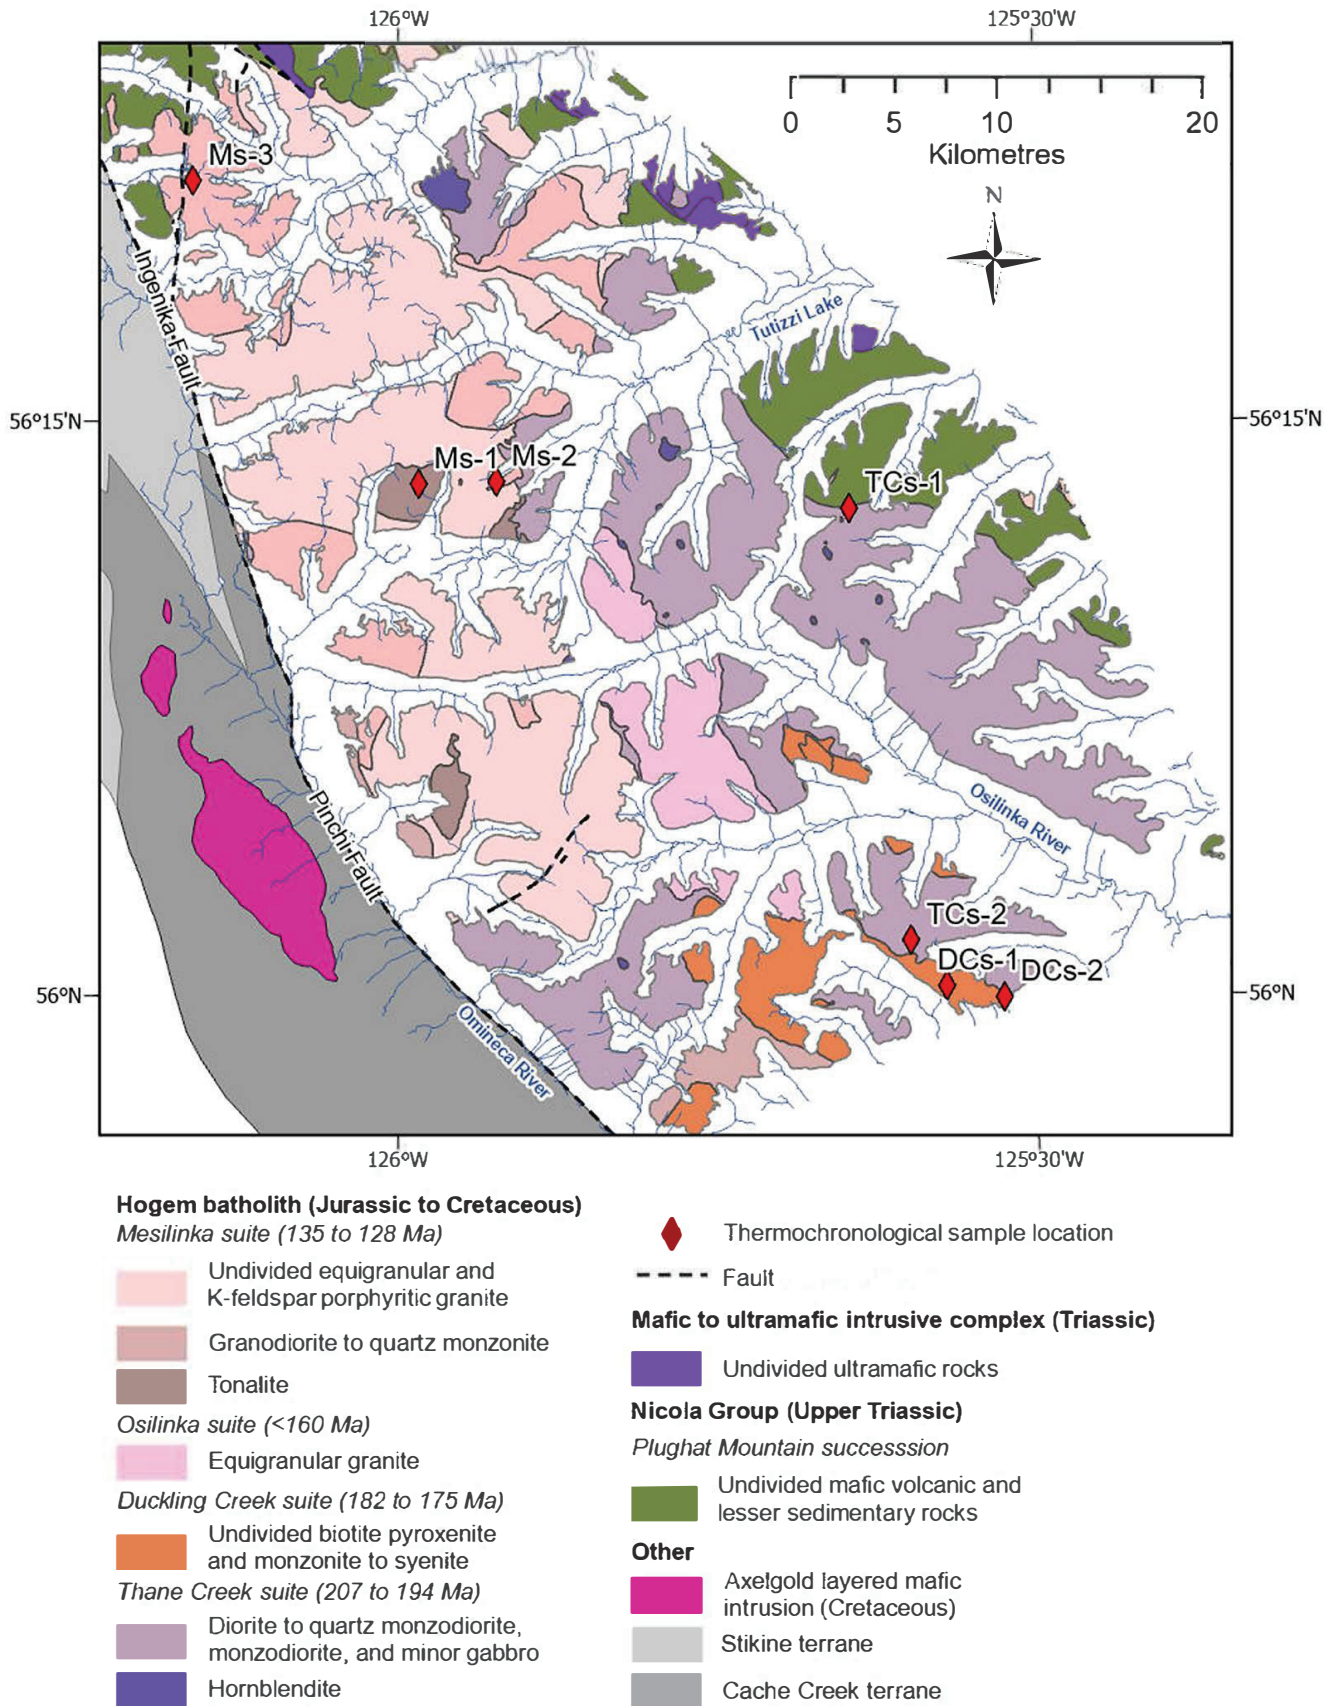 126°W
125°30'W
0
5
10
20
Kilometres
N
Ms-3
Ingenika Fault
Tutizzi Lake
56°15'N
56°15'N
Ms-1
Ms-2
TCs-1
Pinchi Fault
Osilinka River
TCs-2
DCs-1
DCs-2
56°N
56°N
Omineca River
126°W
125°30'W
Hogem batholith (Jurassic to Cretaceous)
Mesilinka suite (135 to 128 Ma)
Undivided equigranular and
K-feldspar porphyritic granite
Granodiorite to quartz monzonite
Tonalite
Osilinka suite (<160 Ma)
Equigranular granite
Duckling Creek suite (182 to 175 Ma)
Undivided biotite pyroxenite
and monzonite to syenite
Thane Creek suite (207 to 194 Ma)
Diorite to quartz monzodiorite,
monzodiorite, and minor gabbro
Hornblendite
Thermochronological sample location
Fault
Mafic to ultramafic intrusive complex (Triassic)
Undivided ultramafic rocks
Nicola Group (Upper Triassic)
Plughat Mountain successsion
Undivided mafic volcanic and
lesser sedimentary rocks
Other
Axelgold layered mafic
intrusion (Cretaceous)
Stikine terrane
Cache Creek terrane